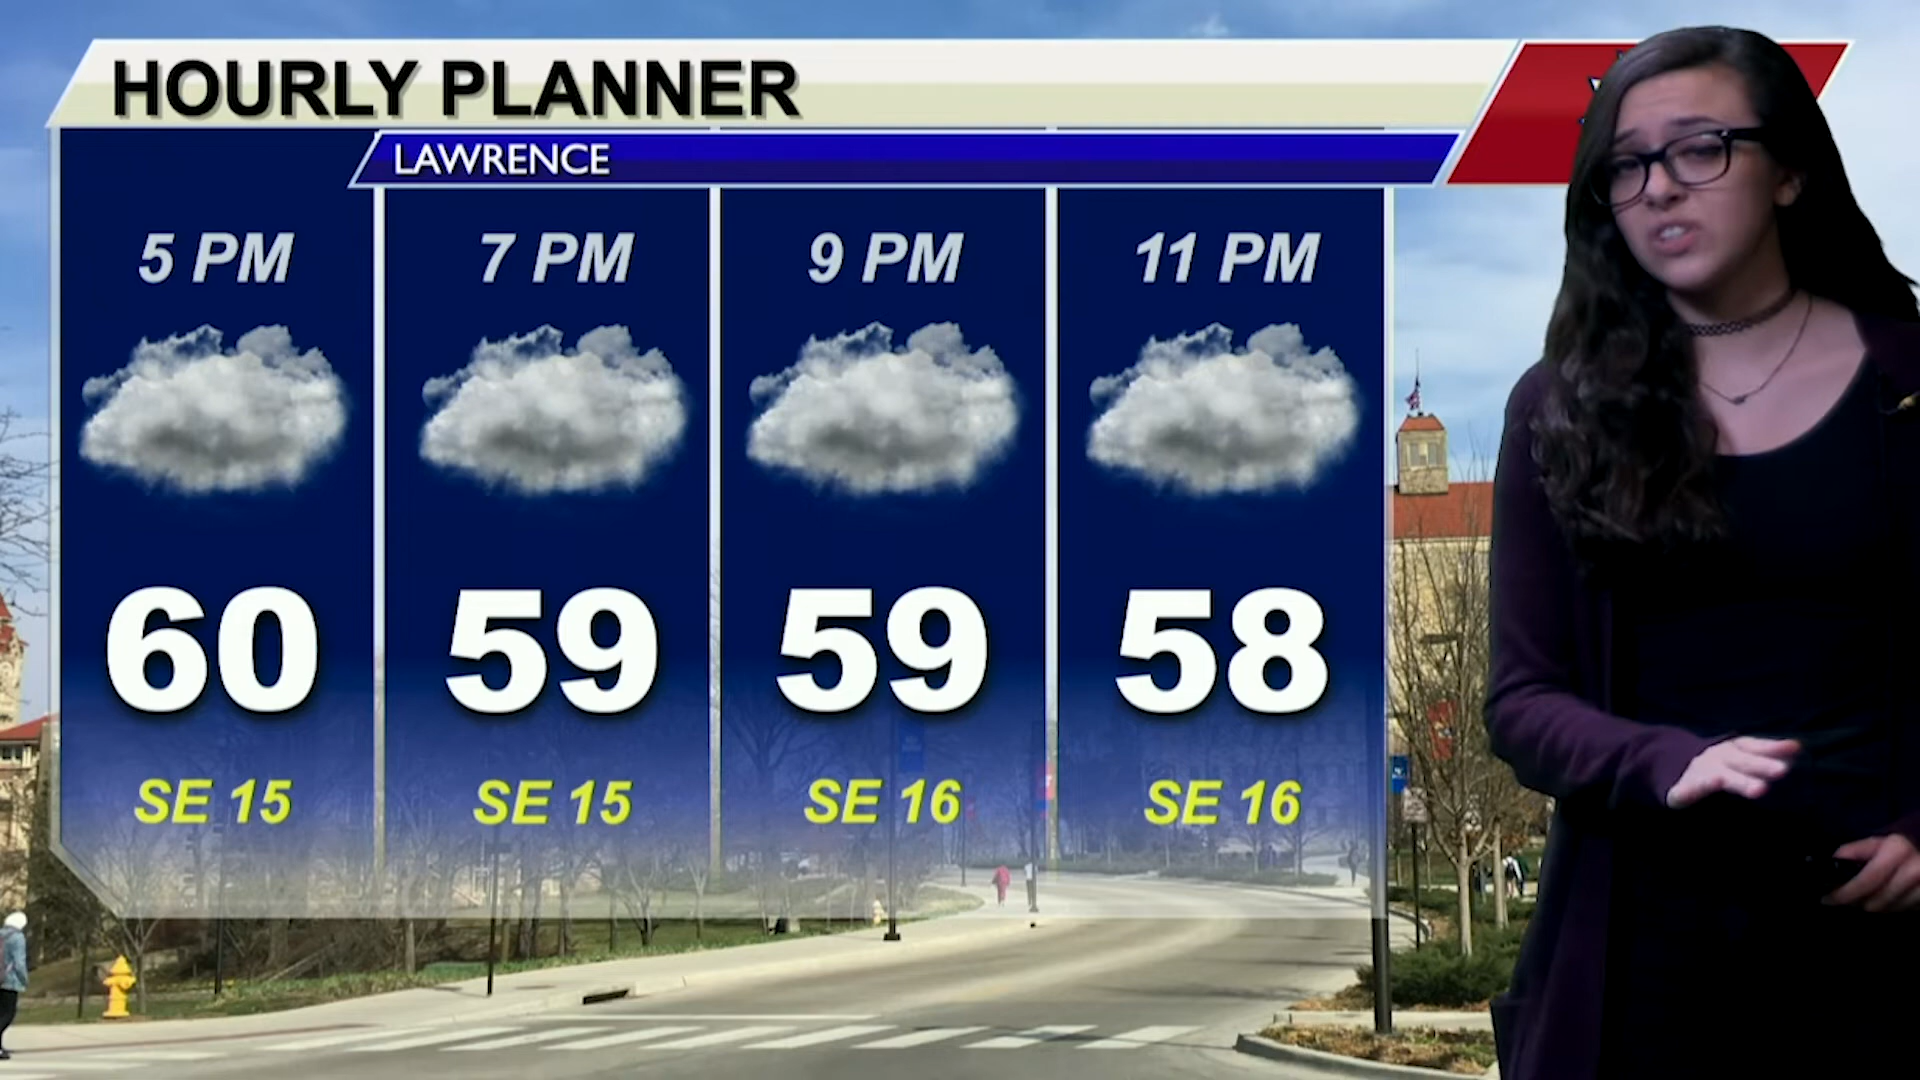 HOURLY PLANNER
LAWRENCE
5 PM 7 PM 9 PM 11 PM
60 59 59 58
SE 15 SE 15 SE 16 SE 16